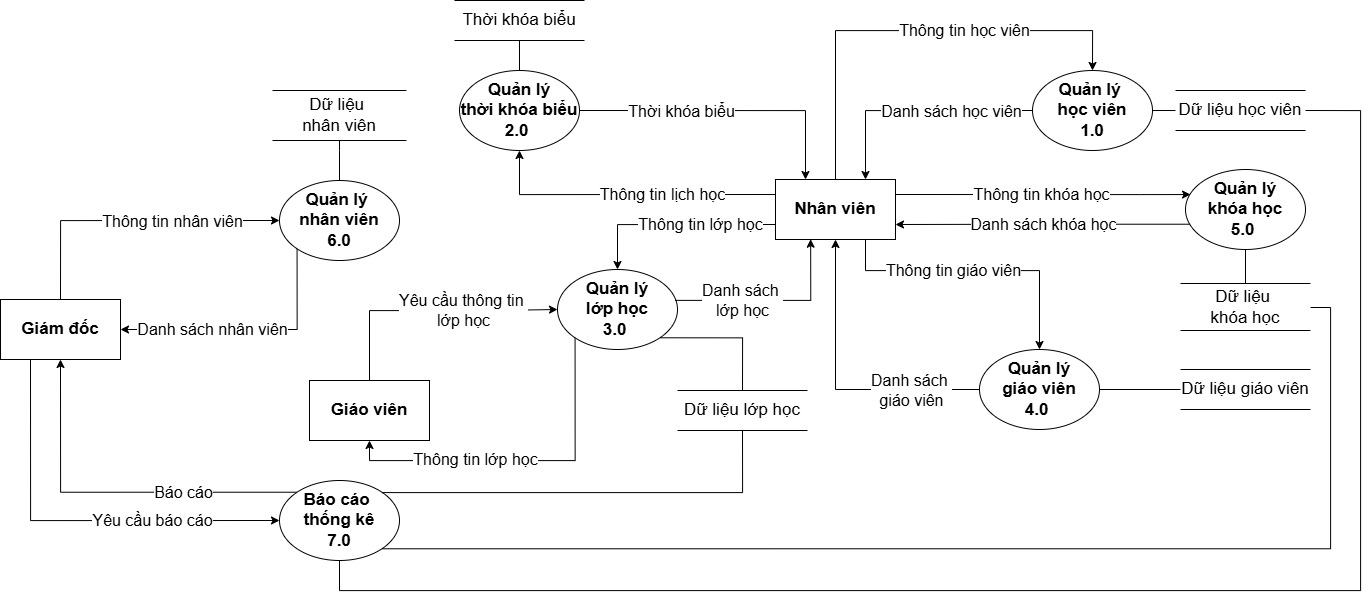 Thời khóa biểu
Thông tin học viên
Quản lý
thời khóa biểu
2.0
Thời khóa biểu
Danh sách học viên
Quản lý
học viên
1.0
Dữ liệu học viên
Dữ liệu
nhân viên
Quản lý
nhân viên
6.0
Thông tin nhân viên
Danh sách nhân viên
Giám đốc
Thông tin lịch học
Thông tin lớp học
Nhân viên
Thông tin khóa học
Danh sách khóa học
Quản lý
khóa học
5.0
Thông tin giáo viên
Dữ liệu
khóa học
Yêu cầu thông tin
lớp học
Quản lý
lớp học
3.0
Danh sách
lớp học
Giáo viên
Dữ liệu lớp học
Danh sách
giáo viên
Quản lý
giáo viên
4.0
Dữ liệu giáo viên
Thông tin lớp học
Báo cáo
Yêu cầu báo cáo
Báo cáo
thống kê
7.0